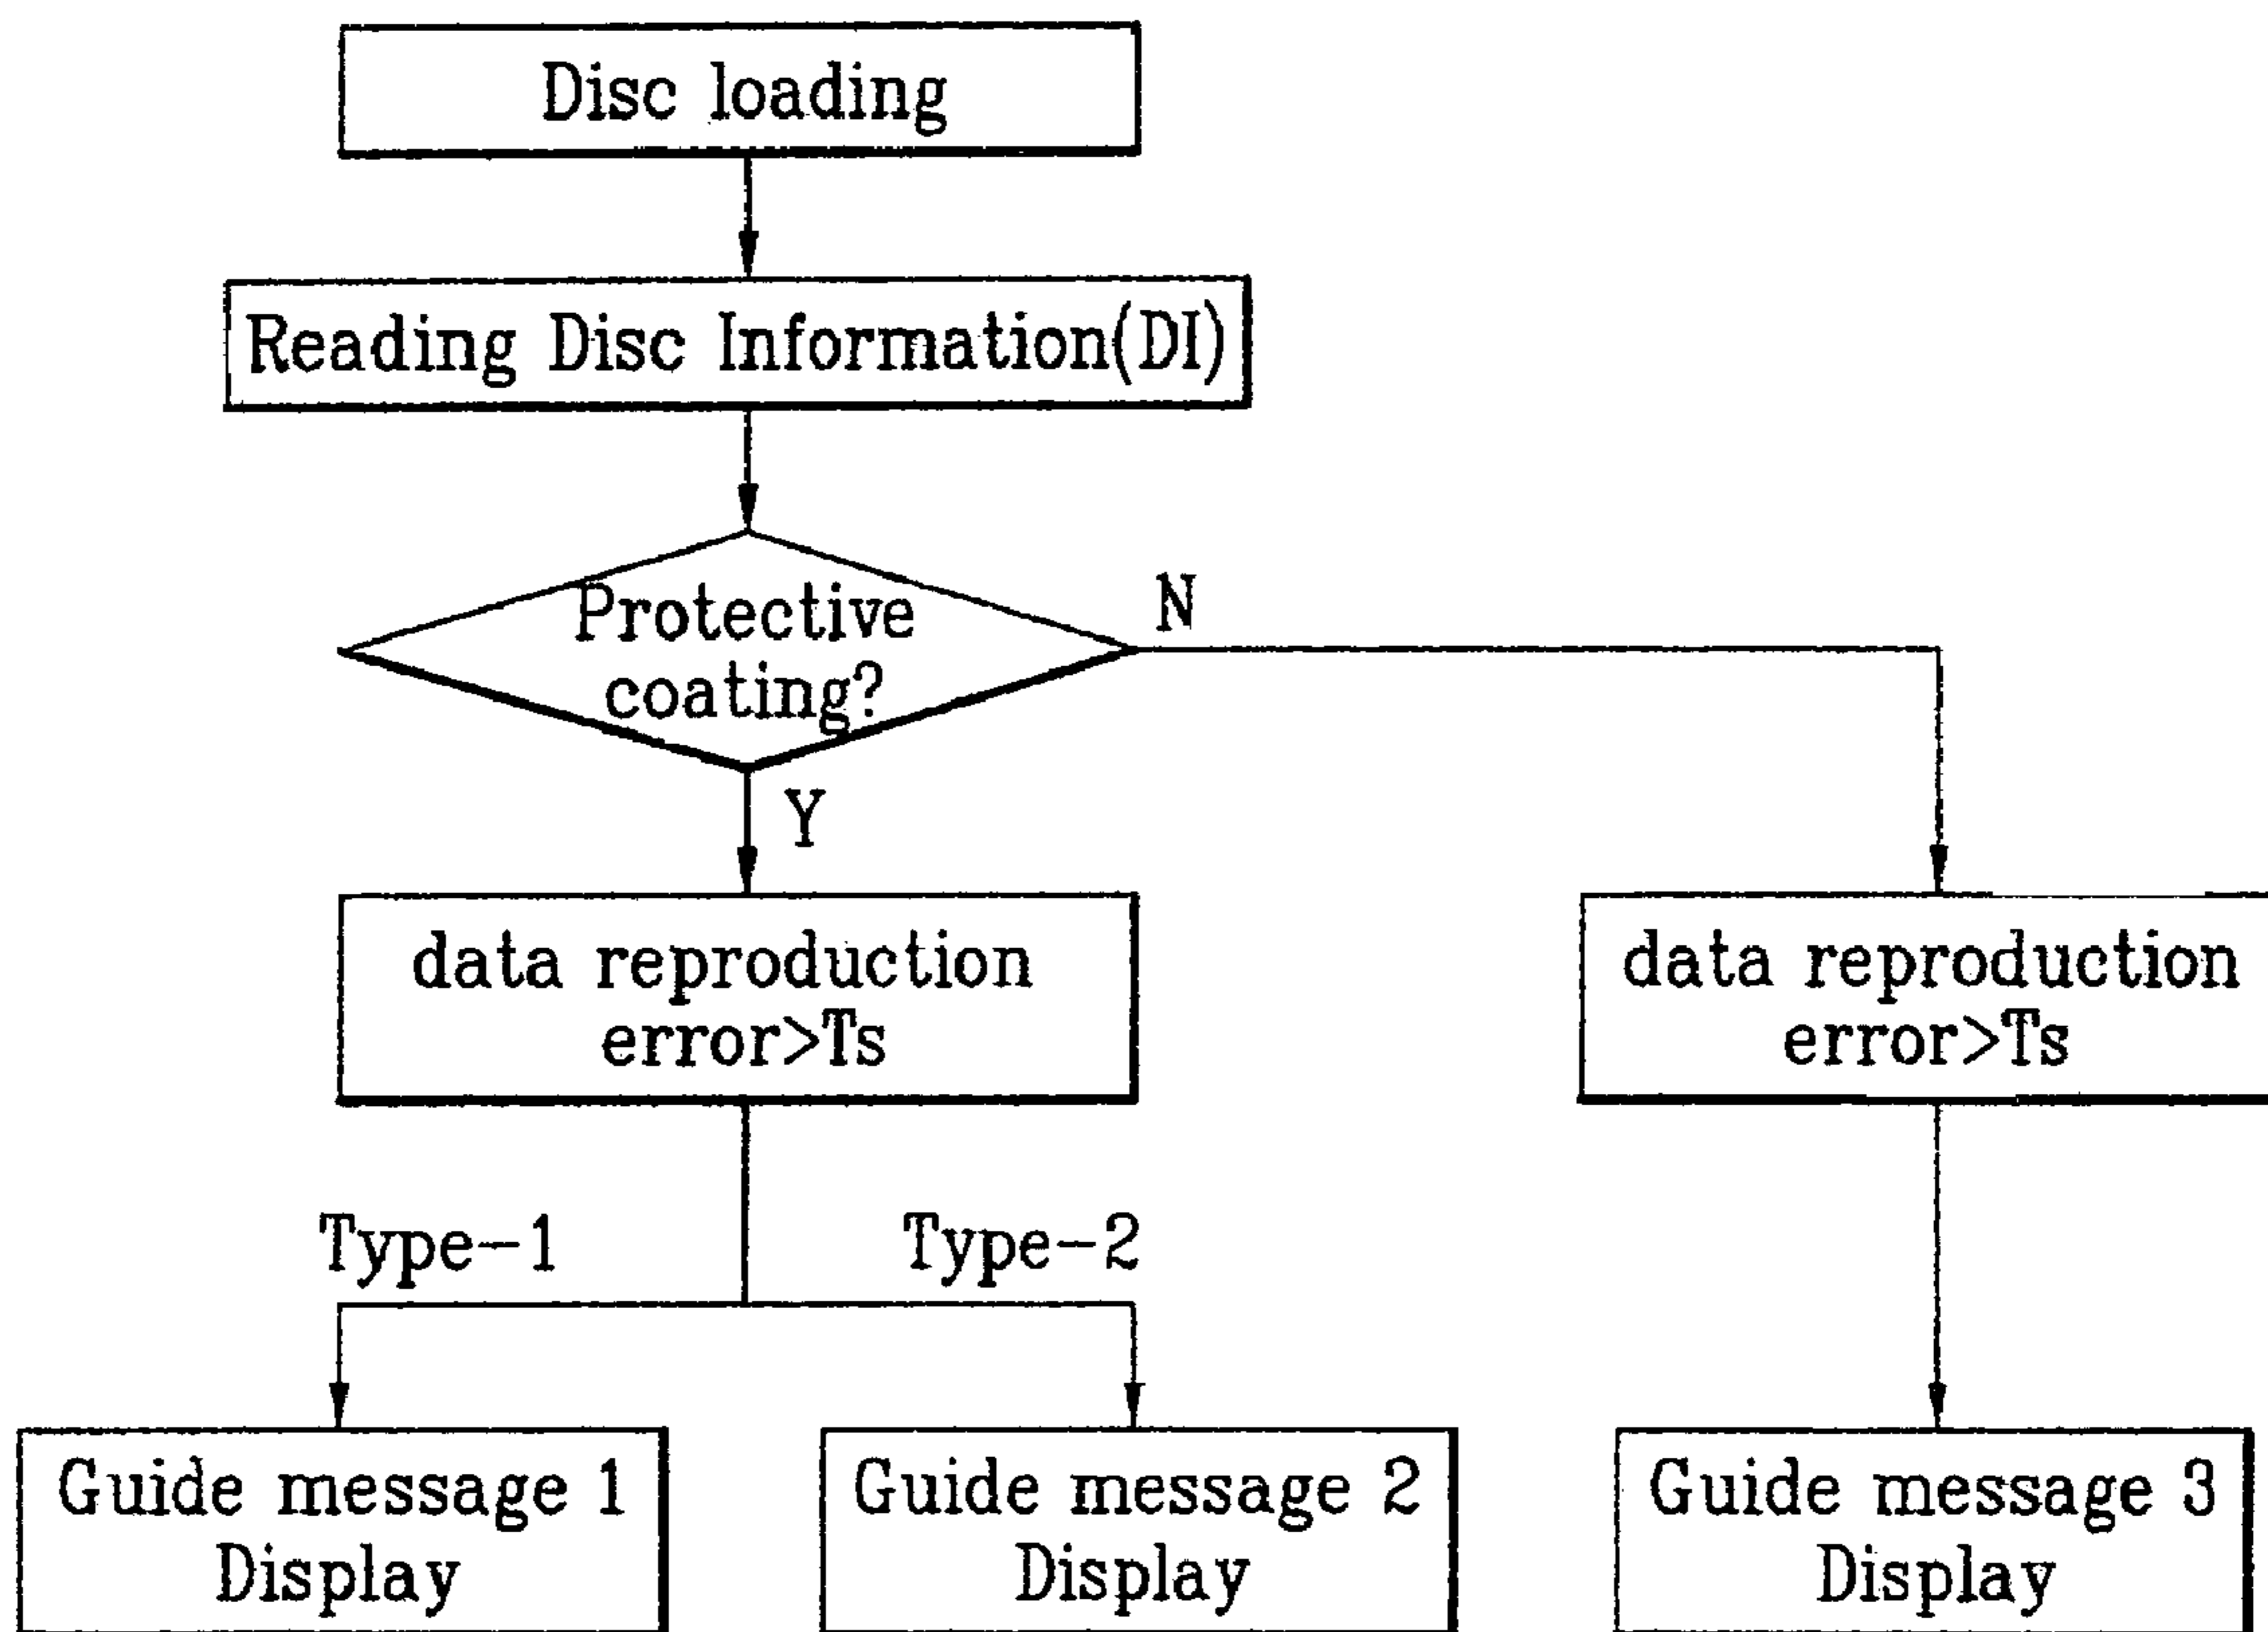 Disc loading
Reading Disc Information(DI)
Protective
coating?
N
Y
data reproduction
error>Ts
data reproduction
error>Ts
Type-1
Type-2
Guide message 1
Display
Guide message 2
Display
Guide message 3
Display